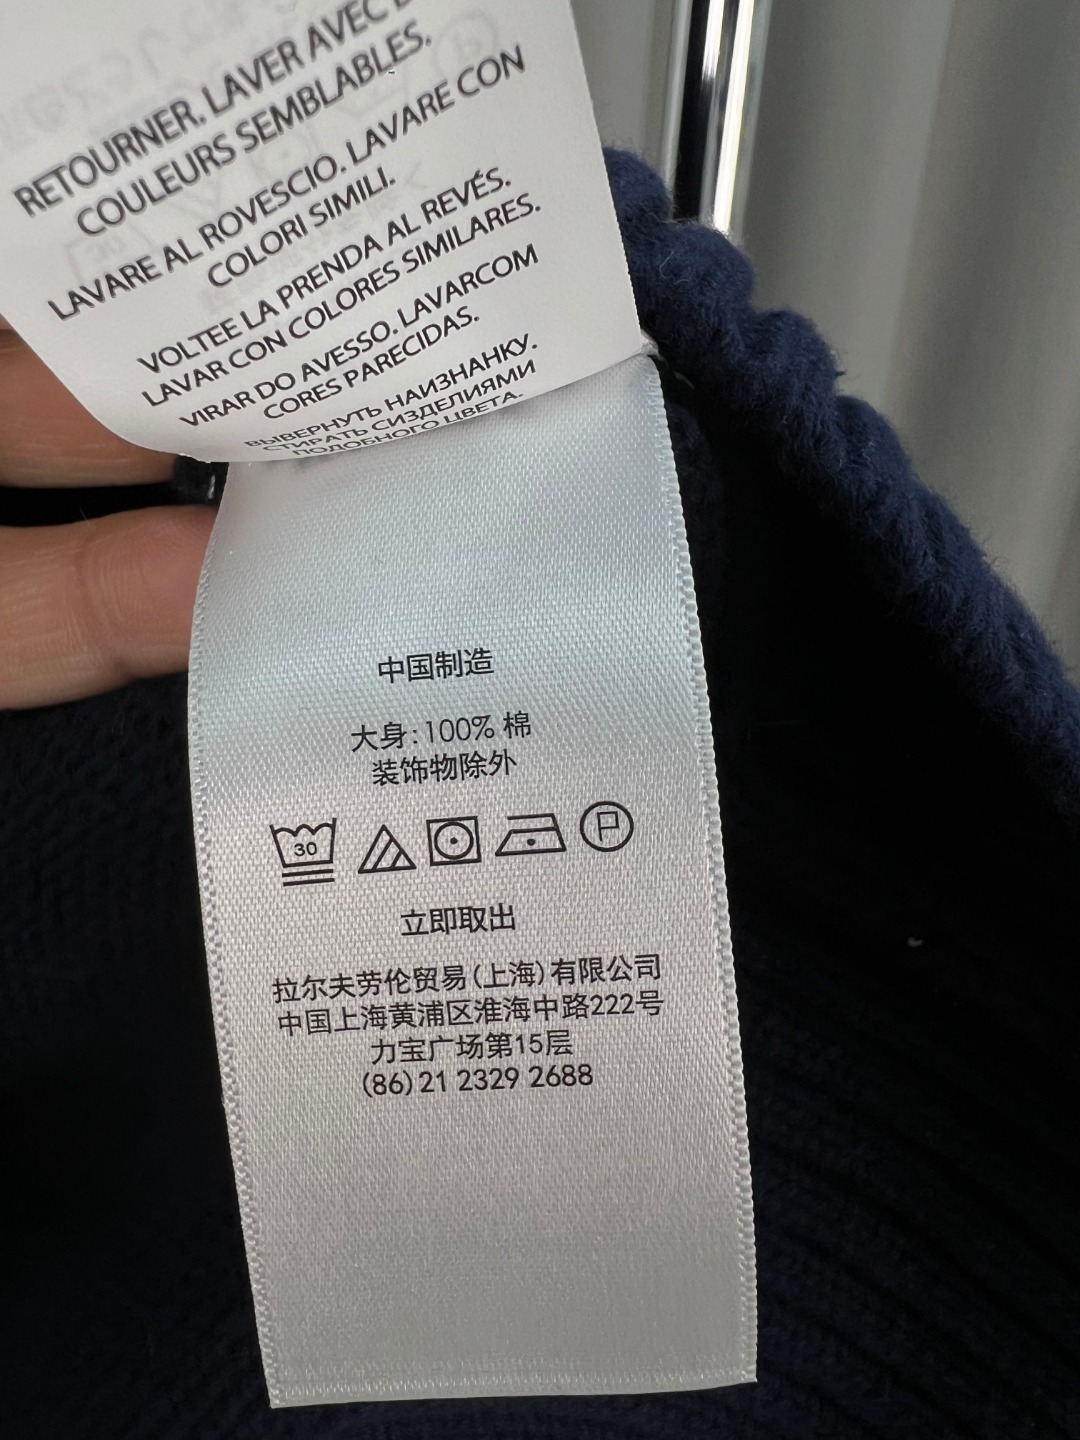 RETOURNER. LAVER AVEC
COULEURS SEMBLABLES.
LAVARE AL ROVESCIO. LAVARE CON
COLORI SIMILI.
VOLTEE LA PRENDA AL REVÉS.
LAVAR CON COLORES SIMILARES.
VIRAR DO AVESSO. LAVARCOM
CORES PARECIDAS.
ВЫВЕРНУТЬ НАИЗНАНКУ.
СТИРАТЬ СИЗДЕЛИЯМИ
ПОДОБНОГО ЦВЕТА.
中国制造
大身:100% 棉
装饰物除外
30 P
立即取出
拉尔夫劳伦贸易(上海)有限公司
中国上海黄浦区淮海中路222号
力宝广场第15层
(86)21 2329 2688